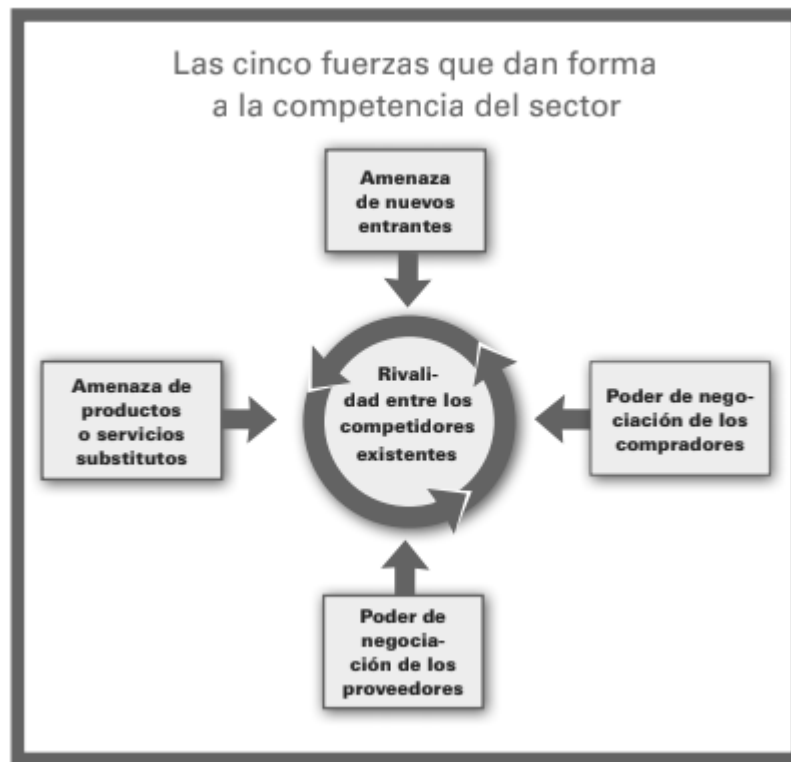 Las cinco fuerzas que dan forma
a la competencia del sector
Amenaza
de nuevos
entrantes
Amenaza de
productos
o servicios
substitutos
Rivali-
dad entre los
competidores
existentes
Poder de nego-
ciación de los
compradores
Poder de
negocia-
ción de los
proveedores